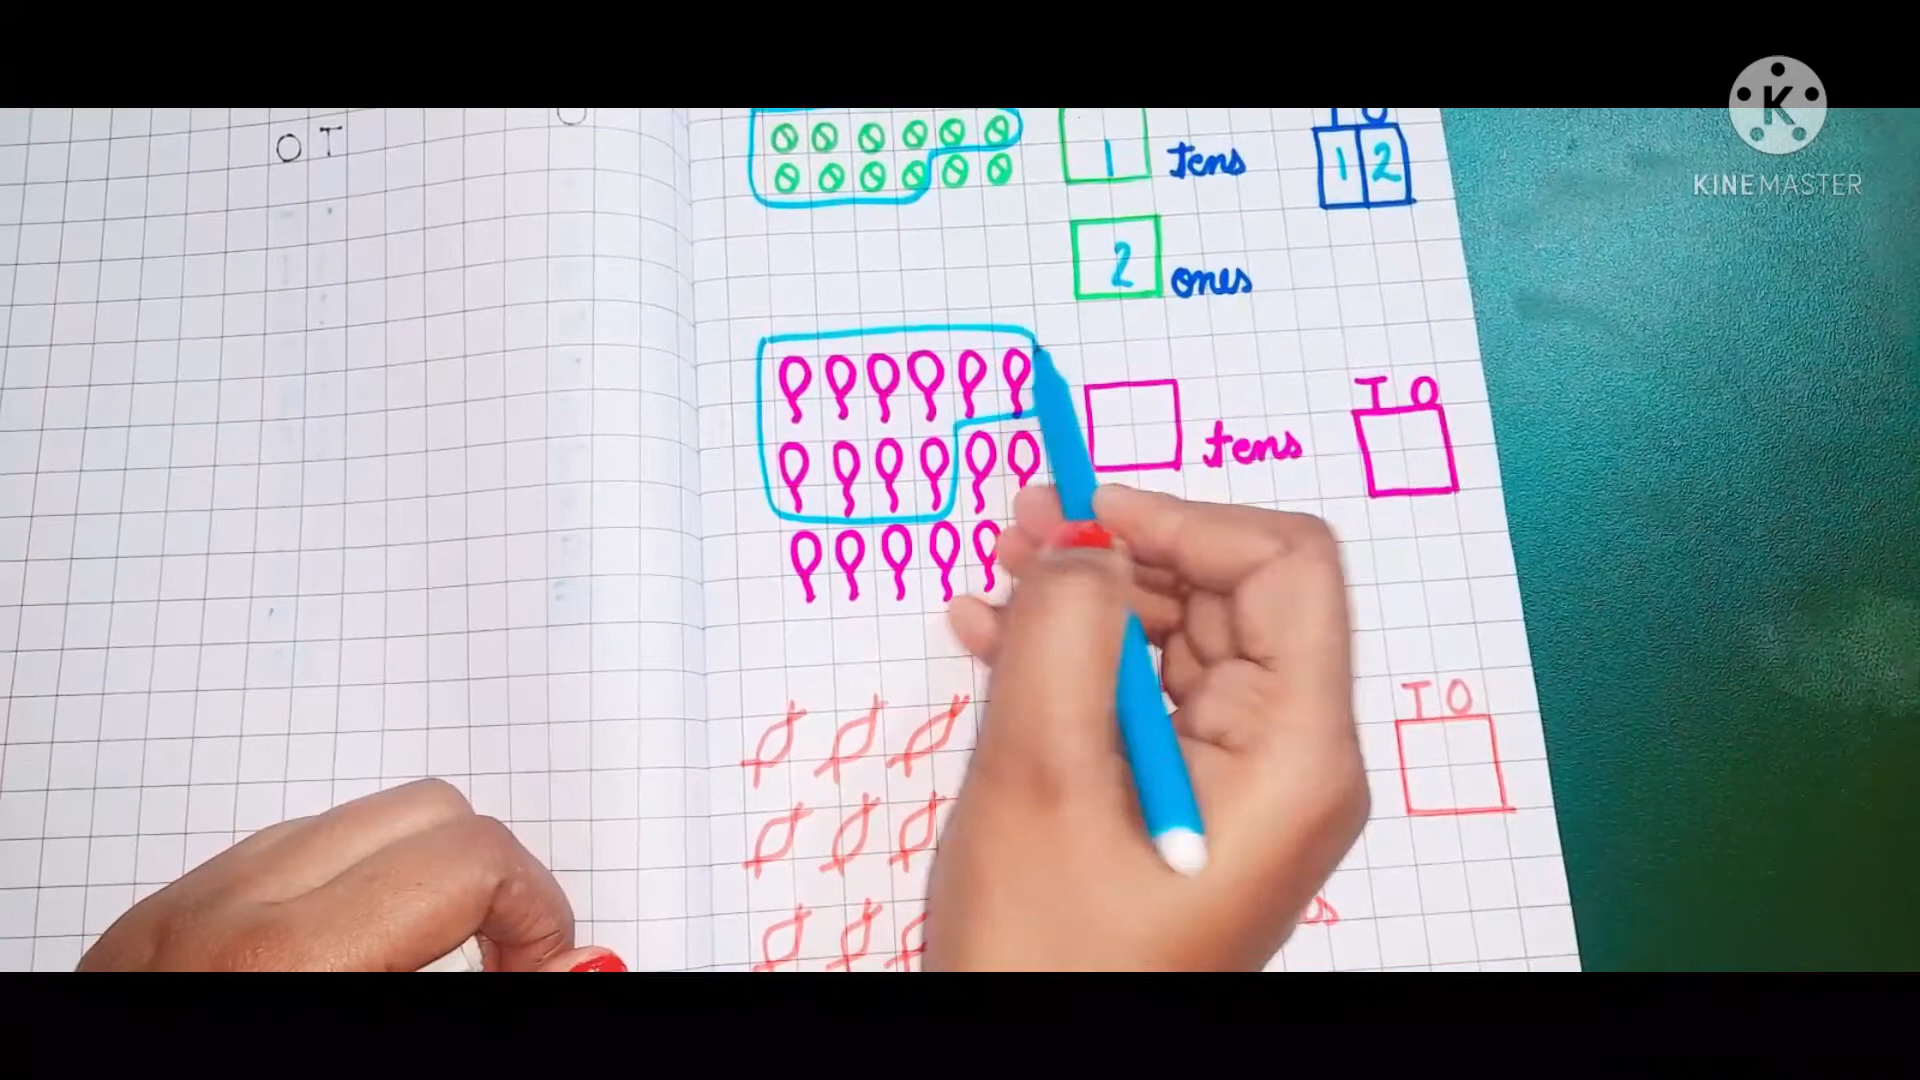 O T
T O
1 tens
1 2
2 ones
T O
tens
T O
KINEMASTER